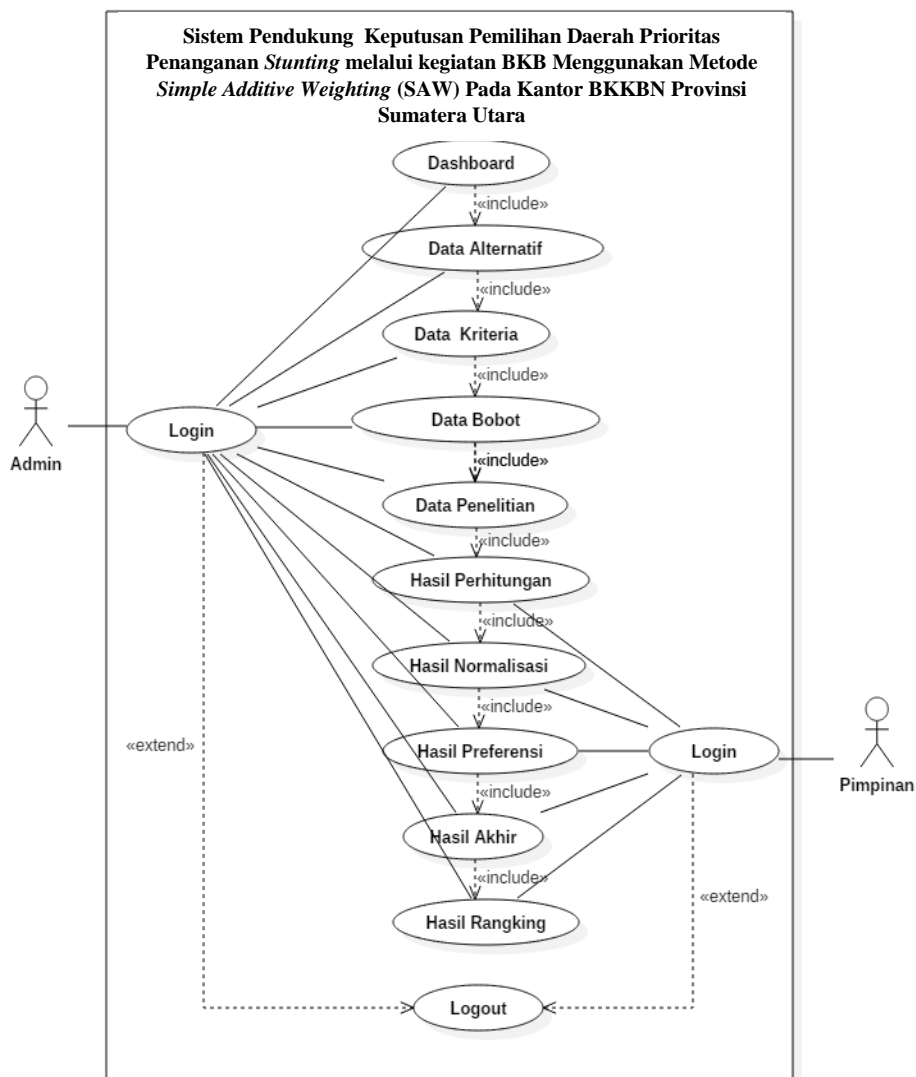 Sistem Pendukung Keputusan Pemilihan Daerah Prioritas
Penanganan Stunting melalui kegiatan BKB Menggunakan Metode
Simple Additive Weighting (SAW) Pada Kantor BKKBN Provinsi
Sumatera Utara
Dashboard
«include»
Data Alternatif
«include»
Data Kriteria
«include»
Data Bobot
Login
Admin
«include»
Data Penelitian
«include»
Hasil Perhitungan
«include»
Hasil Normalisasi
«include»
«extend»
Hasil Preferensi
Login
Pimpinan
«include»
Hasil Akhir
«include»
«extend»
Hasil Rangking
Logout